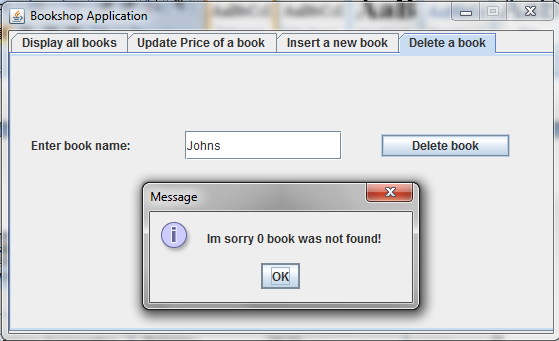 Bookshop Application
Display all books Update Price of a book Insert a new book Delete a book
Enter book name: Johns Delete book
Message
Im sorry 0 book was not found!
OK